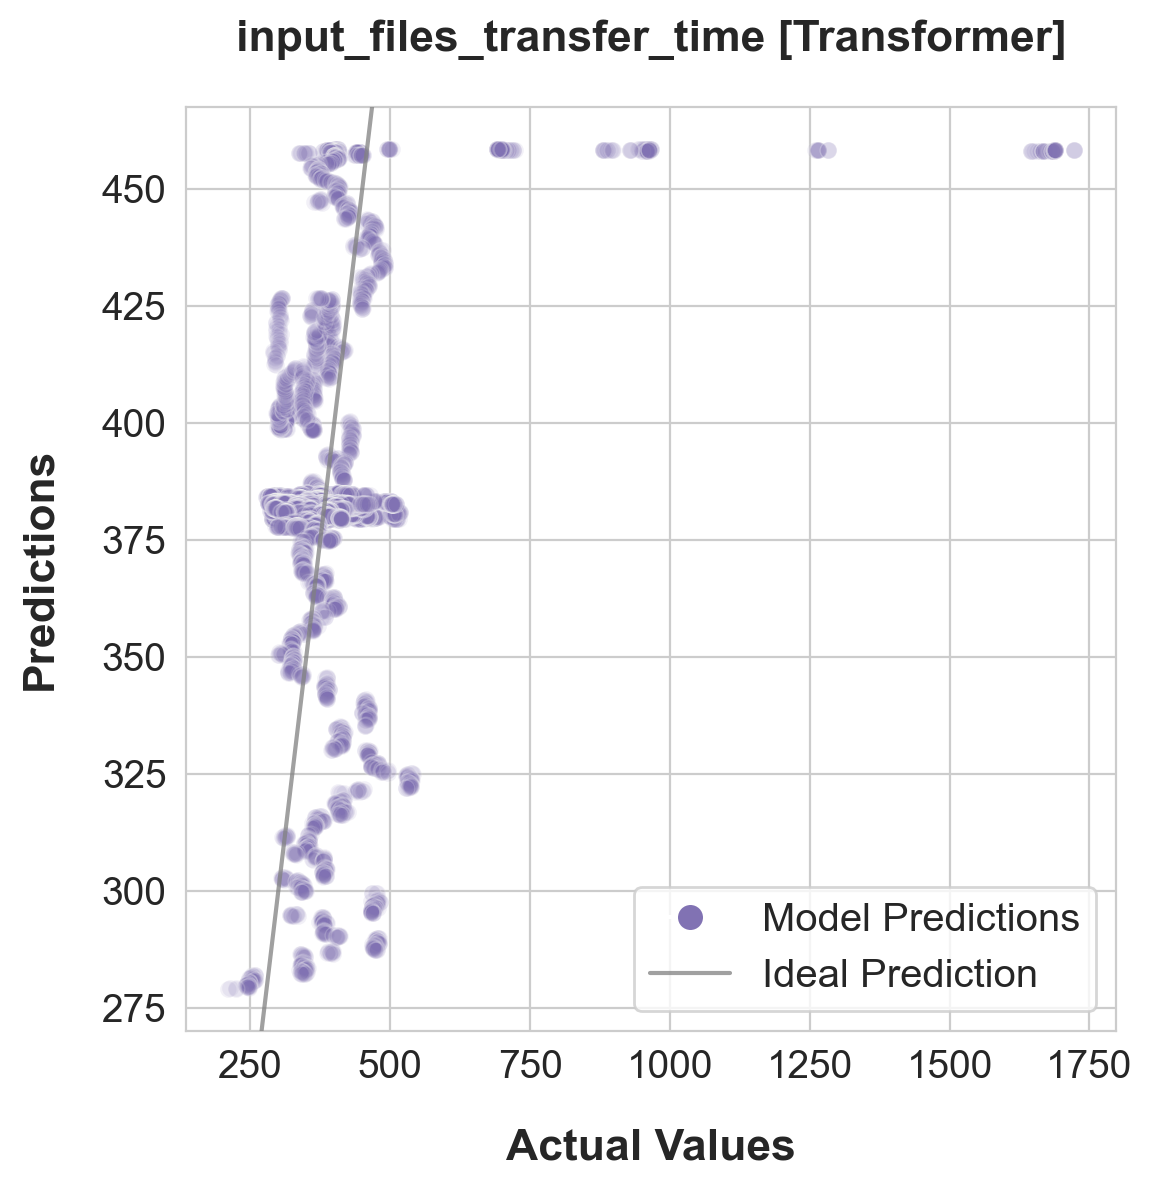 input_files_transfer_time [Transformer]
450
425
400
375
350
325
300
275
Predictions
Model Predictions
Ideal Prediction
250 500 750 1000 1250 1500 1750
Actual Values